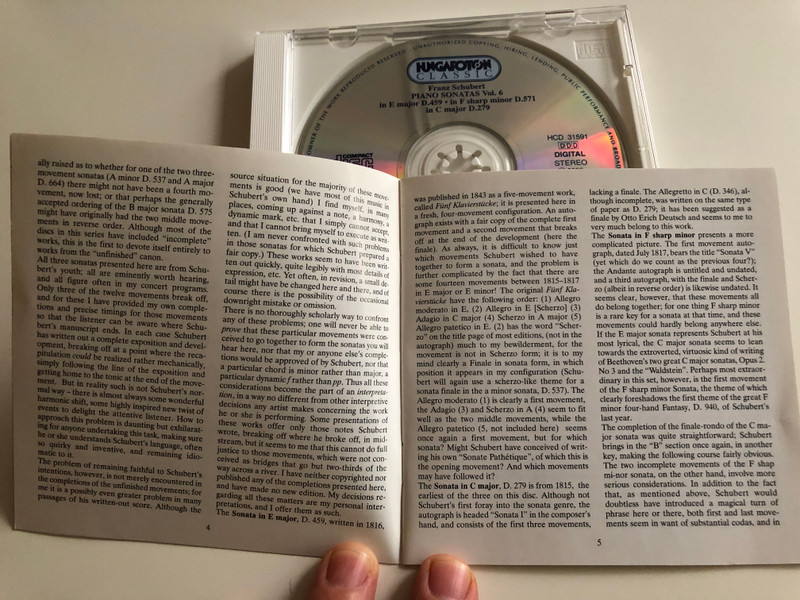 OWNER OF THE WORK REPRODUCED RESERVED. UNAUTHORIZED COPYING, HIRING, LENDING, PUBLIC PERFORMANCE AND BROAD
HUNGAROTON
CLASSIC
Franz Schubert
PIANO SONATAS Vol. 6
in E major D.459 • in F sharp minor D.571
in C major D.279
COMPACT
HCD 31591
DDD
DIGITAL
STEREO
ally raised as to whether for one of the two three-
movement sonatas (A minor D. 537 and A major
D. 664) there might not have been a fourth mo-
vement, now lost; or that perhaps the generally
accepted ordering of the B major sonata D. 575
might have originally had the two middle move-
ments in reverse order. Although most of the
discs in this series have included "incomplete"
works, this is the first to devote itself entirely to
works from the "unfinished" canon.
All three sonatas presented here are from Schu-
bert's youth; all are eminently worth hearing,
and all figure often in my concert programs.
Only three of the twelve movements break off,
and for these I have provided my own comple-
tions and precise timings for those movements
so that the listener can be aware where Schu-
bert's manuscript ends. In each case Schubert
has written out a complete exposition and devel-
opment, breaking off at a point where the reca-
pitulation could be realized rather mechanically,
simply following the line of the exposition and
getting home to the tonic at the end of the move-
ment. But in reality such is not Schubert's nor-
mal way – there is almost always some wonderful
harmonic shift, some highly inspired new twist of
events to delight the attentive listener. How to
approach this problem is daunting but exhilarat-
ing for anyone undertaking this task, making sure
he or she understands Schubert's language, often
so quirky and inventive, and remaining idio-
matic to it.
The problem of remaining faithful to Schubert's
intentions, however, is not merely encountered in
the completions of the unfinished movements; for
me it is a possibly even greater problem in many
passages of his written-out score. Although the
4
source situation for the majority of these move-
ments is good (we have most of this music in
Schubert's own hand) I find myself, in many
places, coming up against a note, a harmony, a
dynamic mark, etc. that I simply cannot accept,
and that I cannot bring myself to execute as writ-
ten. (I am never confronted with such problems
in those sonatas for which Schubert prepared a
fair copy.) These works seem to have been writ-
ten out quickly, quite legibly with most details of
expression, etc. Yet often, in revision, a small de-
tail might have been changed here and there, and of
course there is the possibility of the occasional
downright mistake or omission.
There is no thoroughly scholarly way to confront
any of these problems; one will never be able to
prove that these particular movements were con-
ceived to go together to form the sonatas you will
hear here, nor that my or anyone else's comple-
tions would be approved of by Schubert, nor that
a particular chord is minor rather than major, a
particular dynamic f rather than pp. Thus all these
considerations become the part of an interpreta-
tion, in a way no different from other interpretive
decisions any artist makes concerning the work
he or she is performing. Some presentations of
these works offer only those notes Schubert
wrote, breaking off where he broke off, in mid-
stream, but it seems to me that this cannot do full
justice to those movements, which were not con-
ceived as bridges that go but two-thirds of the
way across a river. I have neither copyrighted nor
published any of the completions presented here,
and have made no new edition. My decisions re-
garding all these matters are my personal inter-
pretations, and I offer them as such.
The Sonata in E major, D. 459, written in 1816,
was published in 1843 as a five-movement work,
called Fünf Klavierstücke; it is presented here in
a fresh, four-movement configuration. An auto-
graph exists with a fair copy of the complete first
movement and a second movement that breaks
off at the end of the development (here the
finale). As always, it is difficult to know just
which movements Schubert wished to have
together to form a sonata, and the problem is
further complicated by the fact that there are
some fourteen movements between 1815–1817
in E major or E minor! The original Fünf Kla-
vierstücke have the following order: (1) Allegro
moderato in E, (2) Allegro in E [Scherzo] (3)
Adagio in C major (4) Scherzo in A major (5)
Allegro patetico in E. (2) has the word "Scher-
zo" on the title page of most editions, (not in the
autograph) much to my bewilderment, for the
movement is not in Scherzo form; it is to my
mind clearly a Finale in sonata form, in which
position it appears in my configuration (Schu-
bert will again use a scherzo-like theme for a
sonata finale in the a minor sonata, D. 537). The
Allegro moderato (1) is clearly a first movement,
the Adagio (3) and Scherzo in A (4) seem to fit
well as the two middle movements, while the
Allegro patetico (5, not included here) seems
once again a first movement, but for which
sonata? Might Schubert have conceived of writ-
ing his own "Sonate Pathétique", of which this is
the opening movement? And which movements
may have followed it?
The Sonata in C major, D. 279 is from 1815, the
earliest of the three on this disc. Although not
Schubert's first foray into the sonata genre, the
autograph is headed "Sonata I" in the composer's
hand, and consists of the first three movements,
lacking a finale. The Allegretto in C (D. 346), al-
though incomplete, was written on the same type
of paper as D. 279; it has been suggested as a
finale by Otto Erich Deutsch and seems to me to
very much belong to this work.
The Sonata in F sharp minor presents a more
complicated picture. The first movement auto-
graph, dated July 1817, bears the title "Sonata V"
(yet which do we count as the previous four?);
the Andante autograph is untitled and undated,
and a third autograph, with the finale and Scher-
zo (albeit in reverse order) is likewise undated. It
seems clear, however, that these movements all
do belong together; for one thing F sharp minor
is a rare key for a sonata at that time, and these
movements could hardly belong anywhere else.
If the E major sonata represents Schubert at his
most lyrical, the C major sonata seems to lean
towards the extroverted, virtuosic kind of writing
of Beethoven's two great C major sonatas, Opus 2.
No 3 and the "Waldstein". Perhaps most extraor-
dinary in this set, however, is the first movement
of the F sharp minor Sonata, the theme of which
clearly foreshadows the first theme of the great F
minor four-hand Fantasy, D. 940, of Schubert's
last year.
The completion of the finale-rondo of the C ma-
jor sonata was quite straightforward; Schubert
brings in the "B" section once again, in another
key, making the following course fairly obvious.
The two incomplete movements of the F shap
mi-nor sonata, on the other hand, involve more
serious considerations. In addition to the fact
that, as mentioned above, Schubert would
doubtless have introduced a magical turn of
phrase here or there, both first and last move-
ments seem in want of substantial codas, and in
5